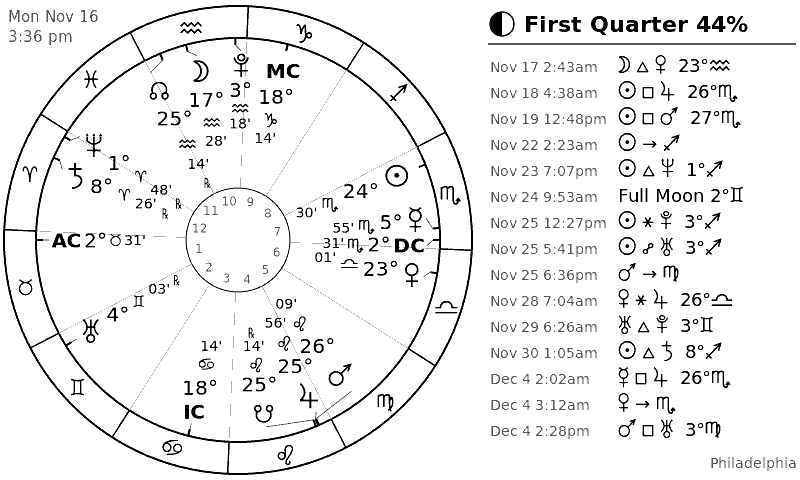 Mon Nov 16
3:36 pm
♒ ♑ ♐ ♏ ♎ ♍ ♌ ♋ ♊ ♉ ♈ ♓
☊ 25° ♒ 14' ℞
☽ 17° ♒ 28'
♇ 3° ♒ 18'
MC 18° ♑ 14'
☉ 24° ♏ 30'
☿ 5° ♏ 55'
DC 2° ♏ 31'
♀ 23° ♎ 01'
♂
♃ 26° ♌ 09'
25° ♌ 56'
☋ 25° ♌ 14' ℞
IC 18° ♋ 14'
♅ 4° ♊ 03' ℞
AC 2° ♉ 31'
♄ 8° ♈ 26' ℞
♆ 1° ♈ 48' ℞
1 2 3 4 5 6 7 8 9 10 11 12
First Quarter 44%
Nov 17 2:43am ☽ △ ♀ 23°♒
Nov 18 4:38am ☉ □ ♃ 26°♏
Nov 19 12:48pm ☉ □ ♂ 27°♏
Nov 22 2:23am ☉ → ♐
Nov 23 7:07pm ☉ △ ♆ 1°♐
Nov 24 9:53am Full Moon 2°♊
Nov 25 12:27pm ☉ ⚹ ♇ 3°♐
Nov 25 5:41pm ☉ ☍ ♅ 3°♐
Nov 25 6:36pm ♂ → ♍
Nov 28 7:04am ♀ ⚹ ♃ 26°♎
Nov 29 6:26am ♅ △ ♇ 3°♊
Nov 30 1:05am ☉ △ ♄ 8°♐
Dec 4 2:02am ☿ □ ♃ 26°♏
Dec 4 3:12am ♀ → ♏
Dec 4 2:28pm ♂ □ ♅ 3°♍
Philadelphia